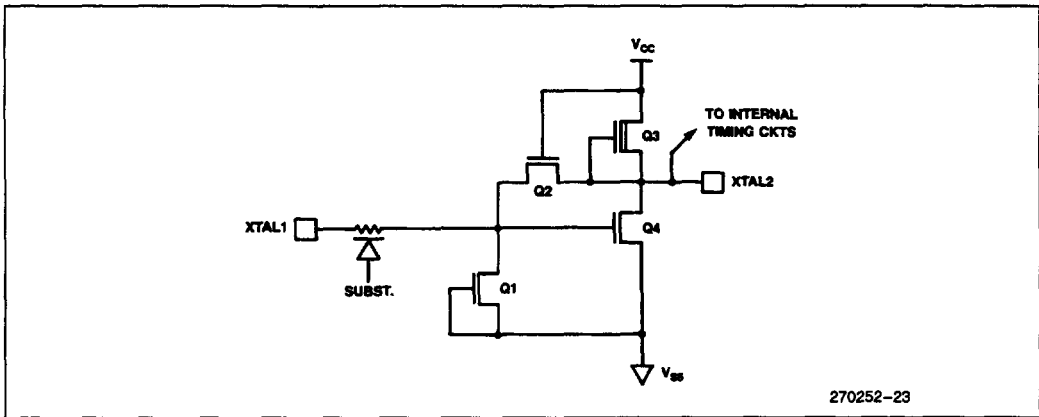 VCC
TO INTERNAL
TIMING CKTS
Q3
XTAL2
Q2
XTAL1
Q4
SUBST.
Q1
VSS
270252-23